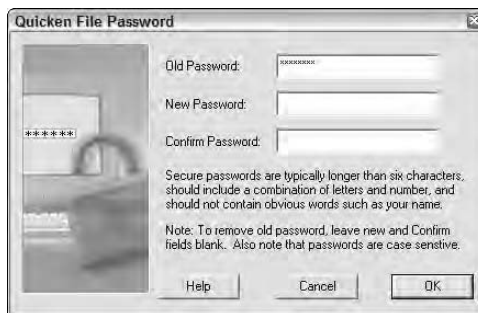 Quicken File Password
Old Password: xxxxxxxx
New Password:
Confirm Password:
******
Secure passwords are typically longer than six characters,
should include a combination of letters and number, and
should not contain obvious words such as your name.
Note: To remove old password, leave new and Confirm
fields blank. Also note that passwords are case senstive.
Help Cancel OK